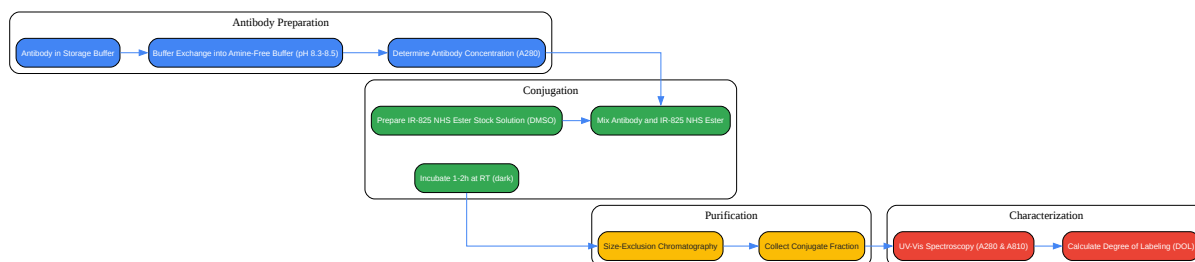 Antibody Preparation
Antibody in Storage Buffer
Buffer Exchange into Amine-Free Buffer (pH 8.3-8.5)
Determine Antibody Concentration (A280)
Conjugation
Prepare IR-825 NHS Ester Stock Solution (DMSO)
Mix Antibody and IR-825 NHS Ester
Incubate 1-2h at RT (dark)
Purification
Size-Exclusion Chromatography
Collect Conjugate Fraction
Characterization
UV-Vis Spectroscopy (A280 & A810)
Calculate Degree of Labeling (DOL)